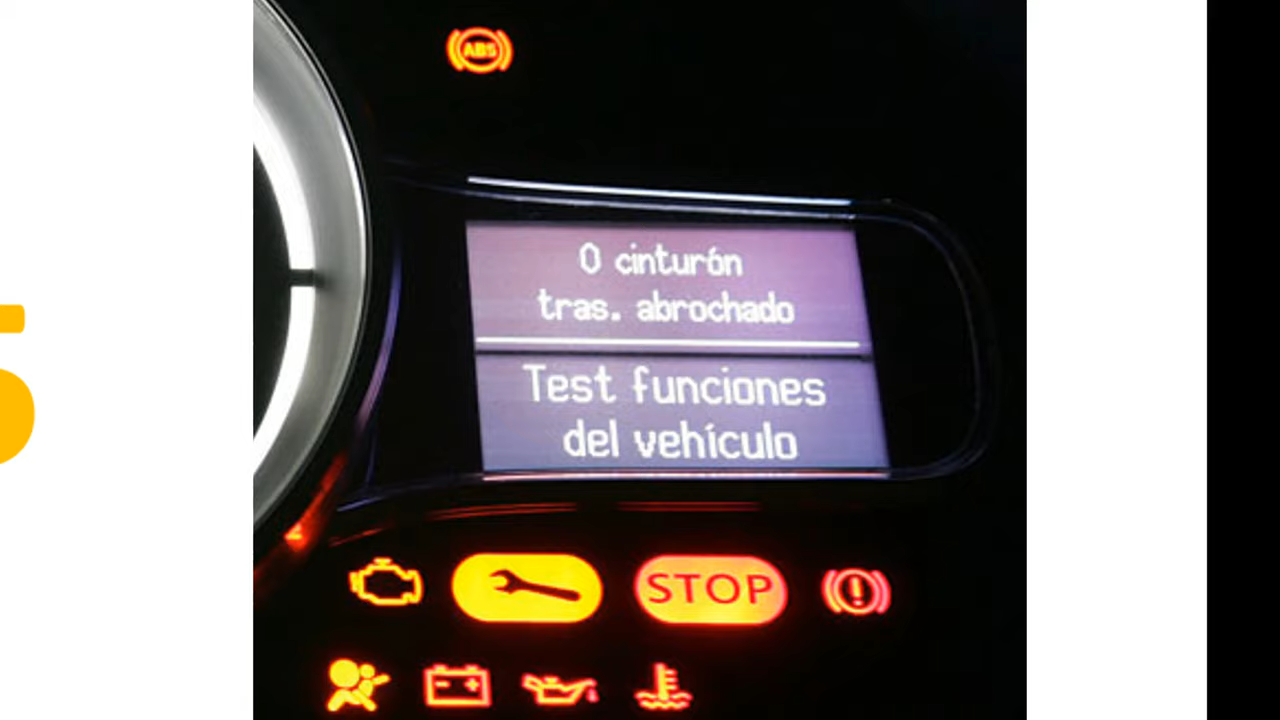 ABS
0 cinturón
tras. abrochado
Test funciones
del vehículo
STOP